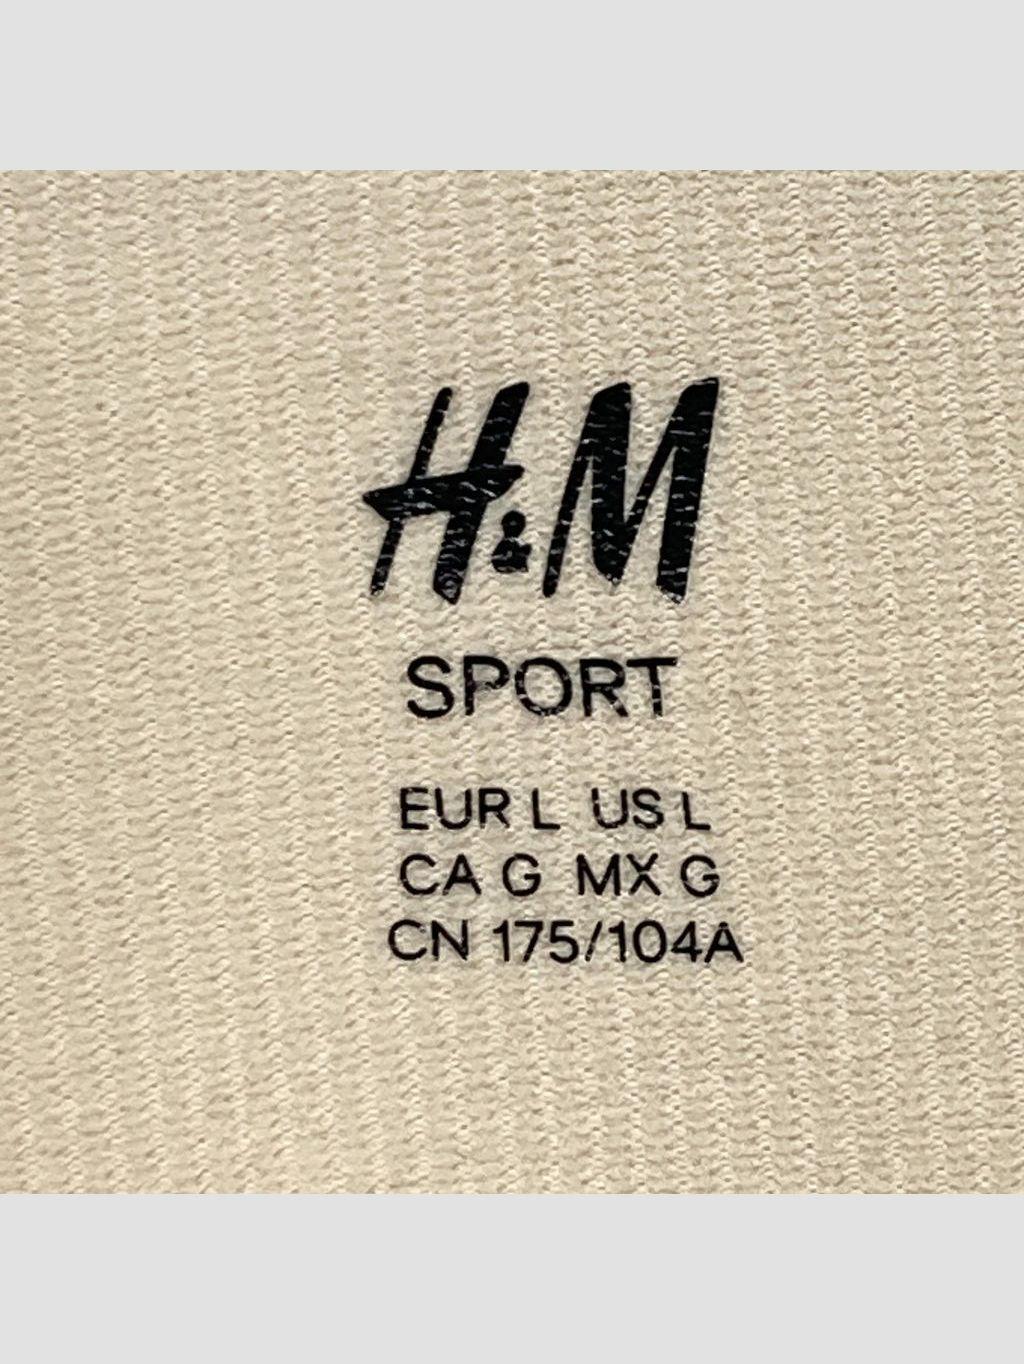 H&M
SPORT
EUR L US L
CA G MX G
CN 175/104A